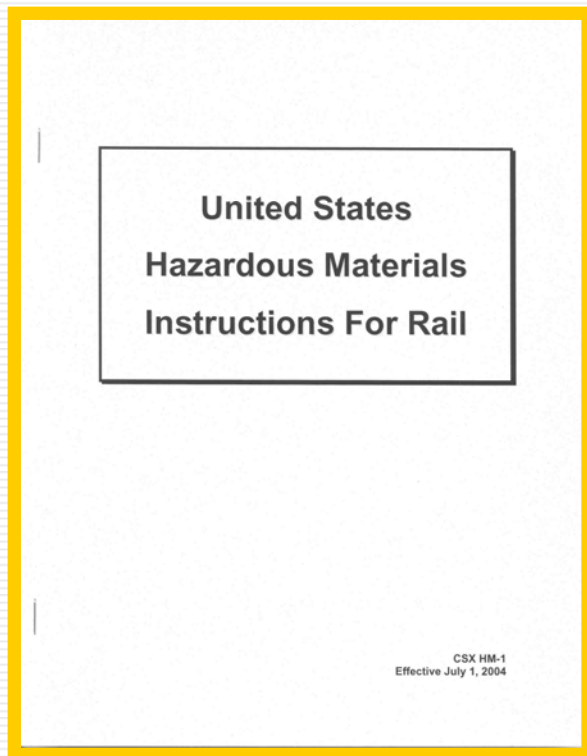 United States
Hazardous Materials
Instructions For Rail
CSX HM-1
Effective July 1, 2004